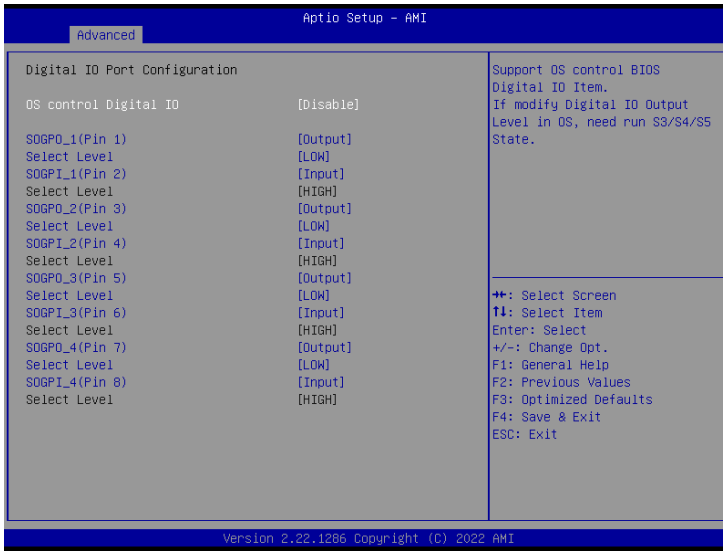 Aptio Setup – AMI
Advanced
Digital IO Port Configuration
OS control Digital IO [Disable]
SOGPO_1(Pin 1) [Output]
Select Level [LOW]
SOGPI_1(Pin 2) [Input]
Select Level [HIGH]
SOGPO_2(Pin 3) [Output]
Select Level [LOW]
SOGPI_2(Pin 4) [Input]
Select Level [HIGH]
SOGPO_3(Pin 5) [Output]
Select Level [LOW]
SOGPI_3(Pin 6) [Input]
Select Level [HIGH]
SOGPO_4(Pin 7) [Output]
Select Level [LOW]
SOGPI_4(Pin 8) [Input]
Select Level [HIGH]
Support OS control BIOS
Digital IO Item.
If modify Digital IO Output
Level in OS, need run S3/S4/S5
State.
→←: Select Screen
↑↓: Select Item
Enter: Select
+/-: Change Opt.
F1: General Help
F2: Previous Values
F3: Optimized Defaults
F4: Save & Exit
ESC: Exit
Version 2.22.1286 Copyright (C) 2022 AMI